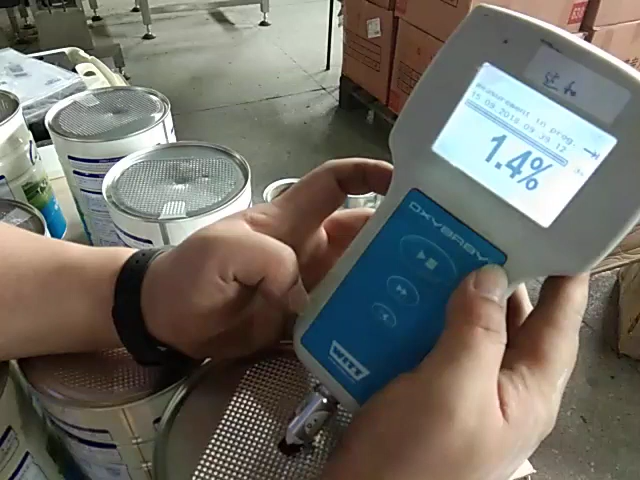 measurement in prog.
15.09.2018 09:39:12
1.4%
OXYBABY
WITT